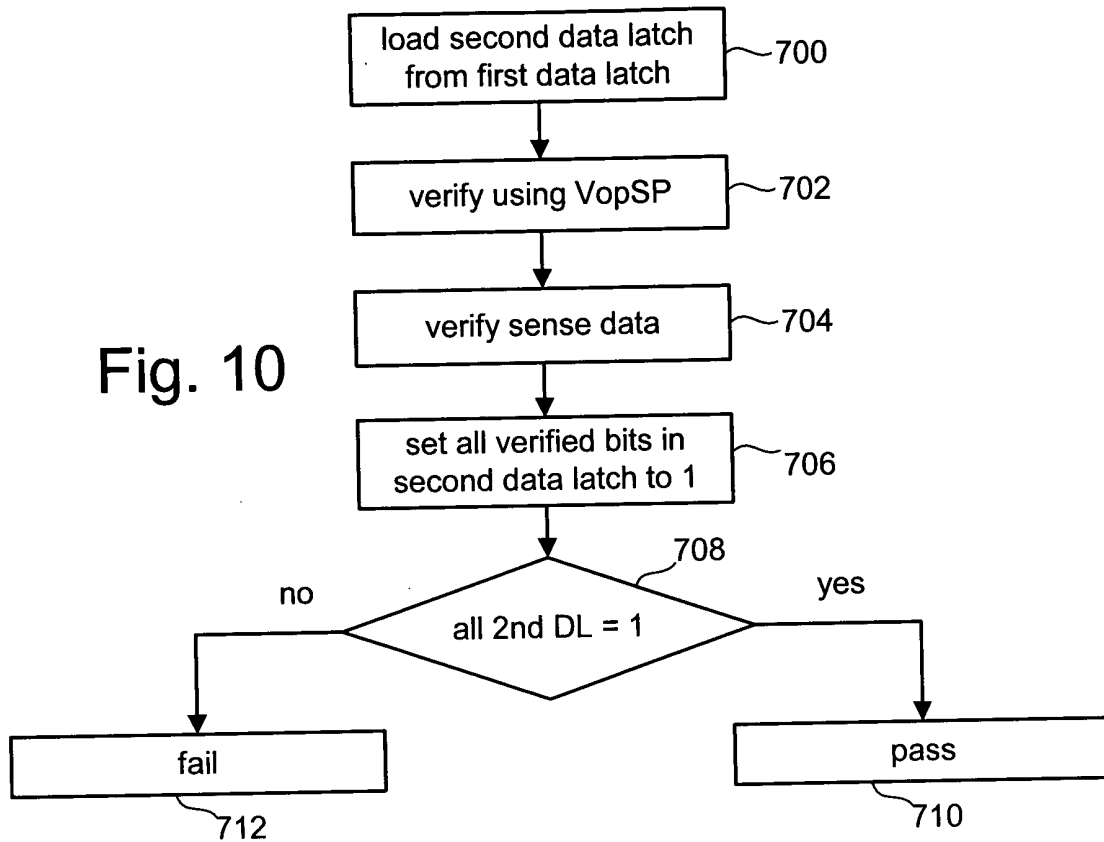 load second data latch
from first data latch
700
verify using VopSP
702
verify sense data
704
Fig. 10
set all verified bits in
second data latch to 1
706
708
no
yes
all 2nd DL = 1
fail
pass
712
710